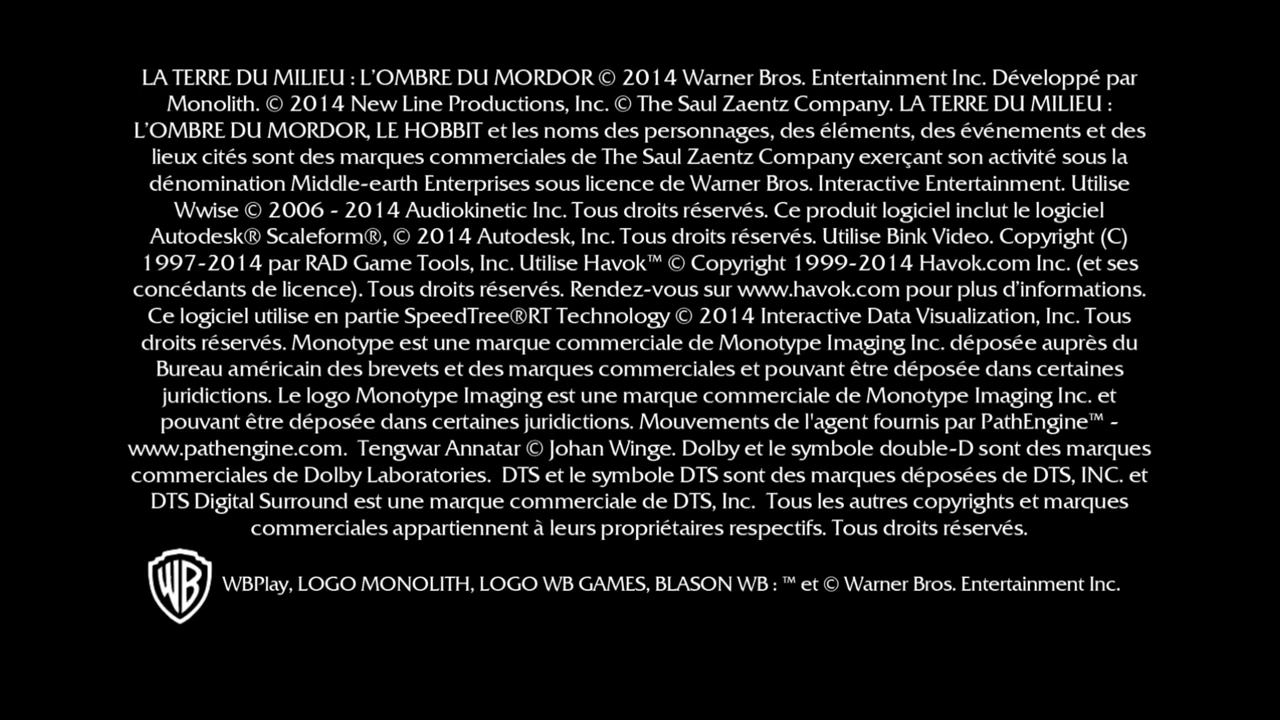 LA TERRE DU MILIEU : L’OMBRE DU MORDOR © 2014 Warner Bros. Entertainment Inc. Développé par
Monolith. © 2014 New Line Productions, Inc. © The Saul Zaentz Company. LA TERRE DU MILIEU :
L’OMBRE DU MORDOR, LE HOBBIT et les noms des personnages, des éléments, des événements et des
lieux cités sont des marques commerciales de The Saul Zaentz Company exerçant son activité sous la
dénomination Middle-earth Enterprises sous licence de Warner Bros. Interactive Entertainment. Utilise
Wwise © 2006 - 2014 Audiokinetic Inc. Tous droits réservés. Ce produit logiciel inclut le logiciel
Autodesk® Scaleform®, © 2014 Autodesk, Inc. Tous droits réservés. Utilise Bink Video. Copyright (C)
1997-2014 par RAD Game Tools, Inc. Utilise Havok™ © Copyright 1999-2014 Havok.com Inc. (et ses
concédants de licence). Tous droits réservés. Rendez-vous sur www.havok.com pour plus d’informations.
Ce logiciel utilise en partie SpeedTree®RT Technology © 2014 Interactive Data Visualization, Inc. Tous
droits réservés. Monotype est une marque commerciale de Monotype Imaging Inc. déposée auprès du
Bureau américain des brevets et des marques commerciales et pouvant être déposée dans certaines
juridictions. Le logo Monotype Imaging est une marque commerciale de Monotype Imaging Inc. et
pouvant être déposée dans certaines juridictions. Mouvements de l'agent fournis par PathEngine™ -
www.pathengine.com.  Tengwar Annatar © Johan Winge. Dolby et le symbole double-D sont des marques
commerciales de Dolby Laboratories.  DTS et le symbole DTS sont des marques déposées de DTS, INC. et
DTS Digital Surround est une marque commerciale de DTS, Inc.  Tous les autres copyrights et marques
commerciales appartiennent à leurs propriétaires respectifs. Tous droits réservés.
WB WBPlay, LOGO MONOLITH, LOGO WB GAMES, BLASON WB : ™ et © Warner Bros. Entertainment Inc.